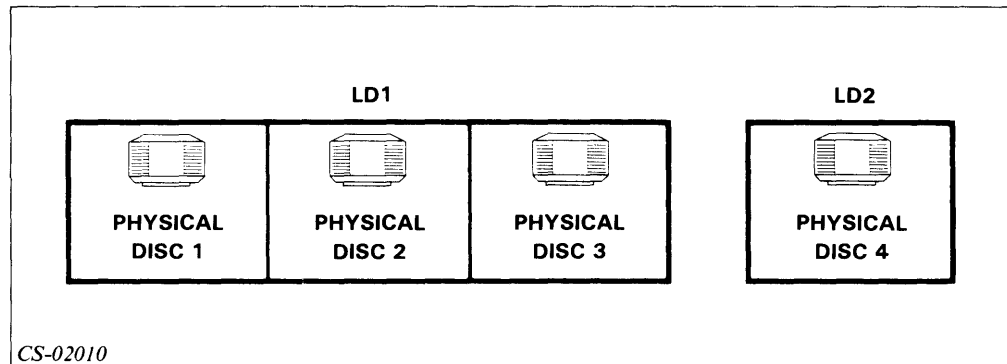 LD1
LD2
PHYSICAL
DISC 1
PHYSICAL
DISC 2
PHYSICAL
DISC 3
PHYSICAL
DISC 4
CS-02010